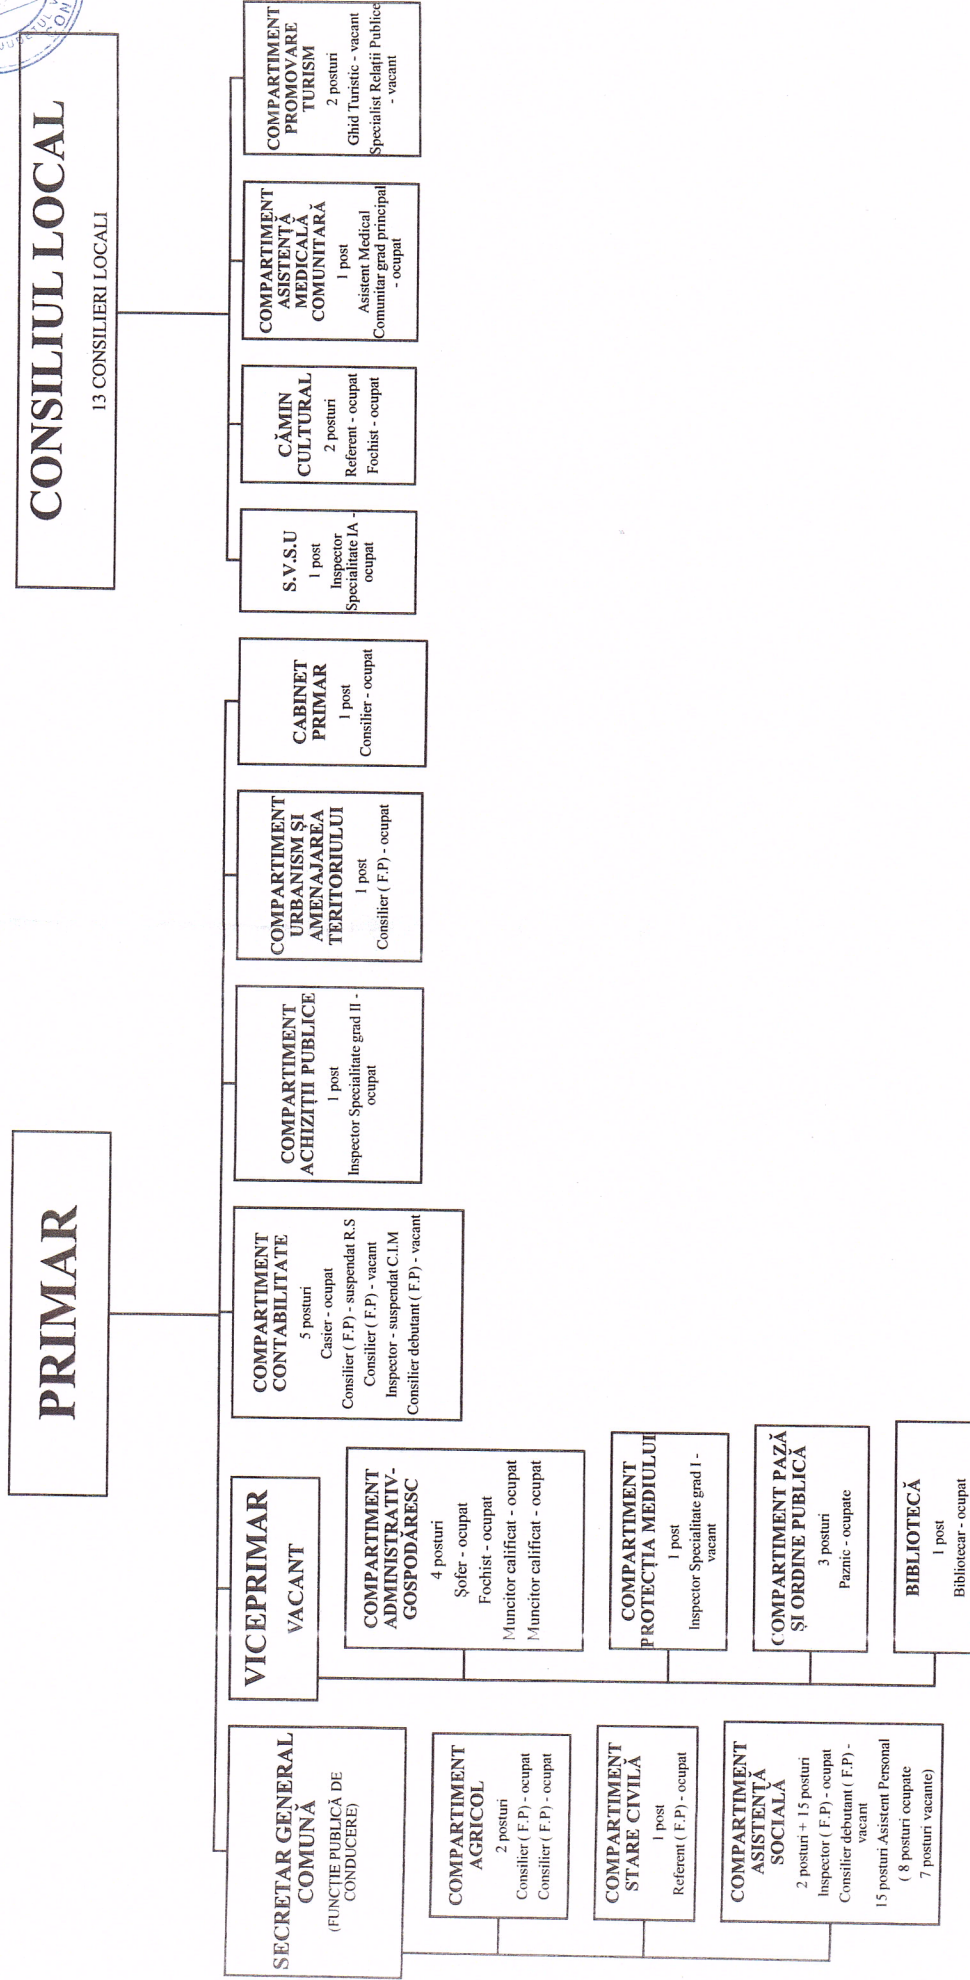 PRIMAR
CONSILIUL LOCAL
13 CONSILIERI LOCALI
JUDEȚUL V
CON
SECRETAR GENERAL
COMUNĂ
(FUNCȚIE PUBLICĂ DE
CONDUCERE)
COMPARTIMENT
AGRICOL
2 posturi
Consilier ( F.P) - ocupat
Consilier ( F.P) - ocupat
COMPARTIMENT
STARE CIVILĂ
1 post
Referent ( F.P) - ocupat
COMPARTIMENT
ASISTENȚĂ
SOCIALĂ
2 posturi + 15 posturi
Inspector ( F.P) - ocupat
Consilier debutant ( F.P) -
vacant
15 posturi Asistent Personal
( 8 posturi ocupate
7 posturi vacante)
VICEPRIMAR
VACANT
COMPARTIMENT
ADMINISTRATIV-
GOSPODĂRESC
4 posturi
Șofer - ocupat
Fochist - ocupat
Muncitor calificat - ocupat
Muncitor calificat - ocupat
COMPARTIMENT
PROTECȚIA MEDIULUI
1 post
Inspector Specialitate grad I -
vacant
COMPARTIMENT PAZĂ
ȘI ORDINE PUBLICĂ
3 posturi
Paznic - ocupate
BIBLIOTECĂ
1 post
Bibliotecar - ocupat
COMPARTIMENT
CONTABILITATE
5 posturi
Casier - ocupat
Consilier ( F.P) - suspendat R.S
Consilier ( F.P) - vacant
Inspector - suspendat C.I.M
Consilier debutant ( F.P) - vacant
COMPARTIMENT
ACHIZIȚII PUBLICE
1 post
Inspector Specialitate grad II -
ocupat
COMPARTIMENT
URBANISM ȘI
AMENAJAREA
TERITORIULUI
1 post
Consilier ( F.P) - ocupat
CABINET
PRIMAR
1 post
Consilier - ocupat
S.V.S.U
1 post
Inspector
Specialitate IA -
ocupat
CĂMIN
CULTURAL
2 posturi
Referent - ocupat
Fochist - ocupat
COMPARTIMENT
ASISTENȚĂ
MEDICALĂ
COMUNITARĂ
1 post
Asistent Medical
Comunitar grad principal
- ocupat
COMPARTIMENT
PROMOVARE
TURISM
2 posturi
Ghid Turistic - vacant
Specialist Relații Publice
- vacant